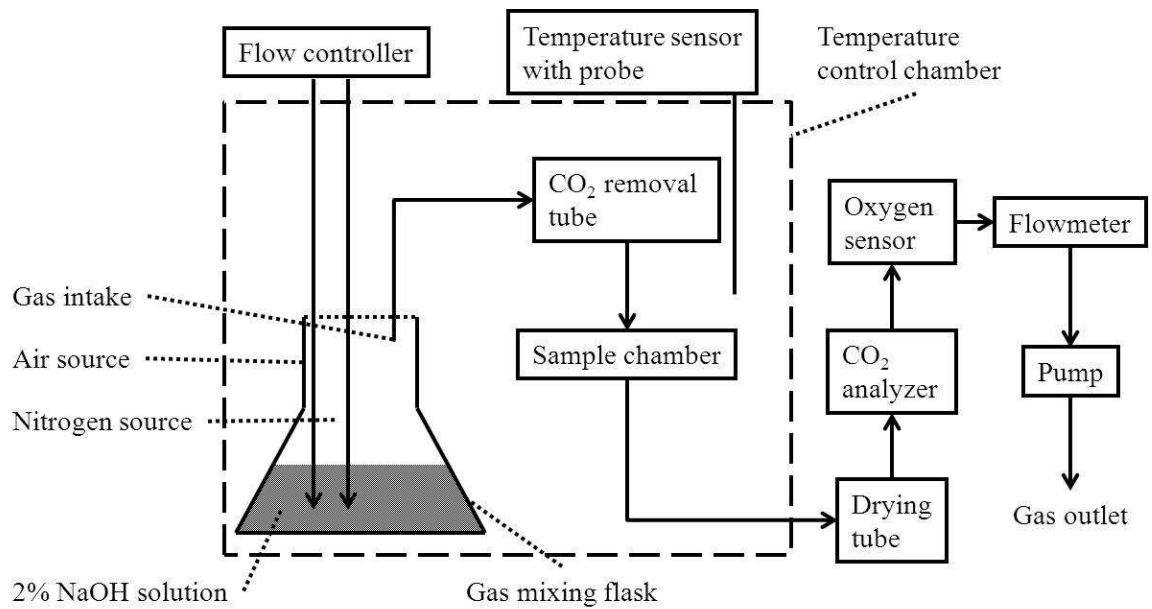 Flow controller
Temperature sensor
with probe
Temperature
control chamber
CO₂ removal
tube
Oxygen
sensor
Flowmeter
Gas intake
Air source
Nitrogen source
Sample chamber
CO₂
analyzer
Pump
Drying
tube
Gas outlet
2% NaOH solution
Gas mixing flask